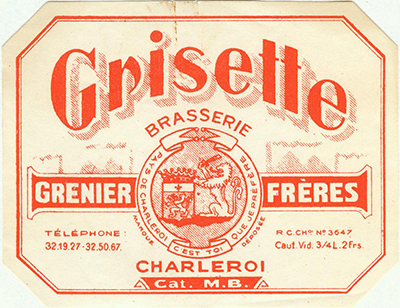 Grisette
BRASSERIE
PAYS DE CHARLEROI C'EST TOI QUE JE PRÉFÈRE
GRENIER FRÈRES
MARQUE DÉPOSÉE
TÉLÉPHONE:
32.19.27-32.50.67.
R.C.CHᵒⁱ Nº 3647
Caut. Vid. 3/4 L. 2 Frs.
CHARLEROI
Cat. M.B.